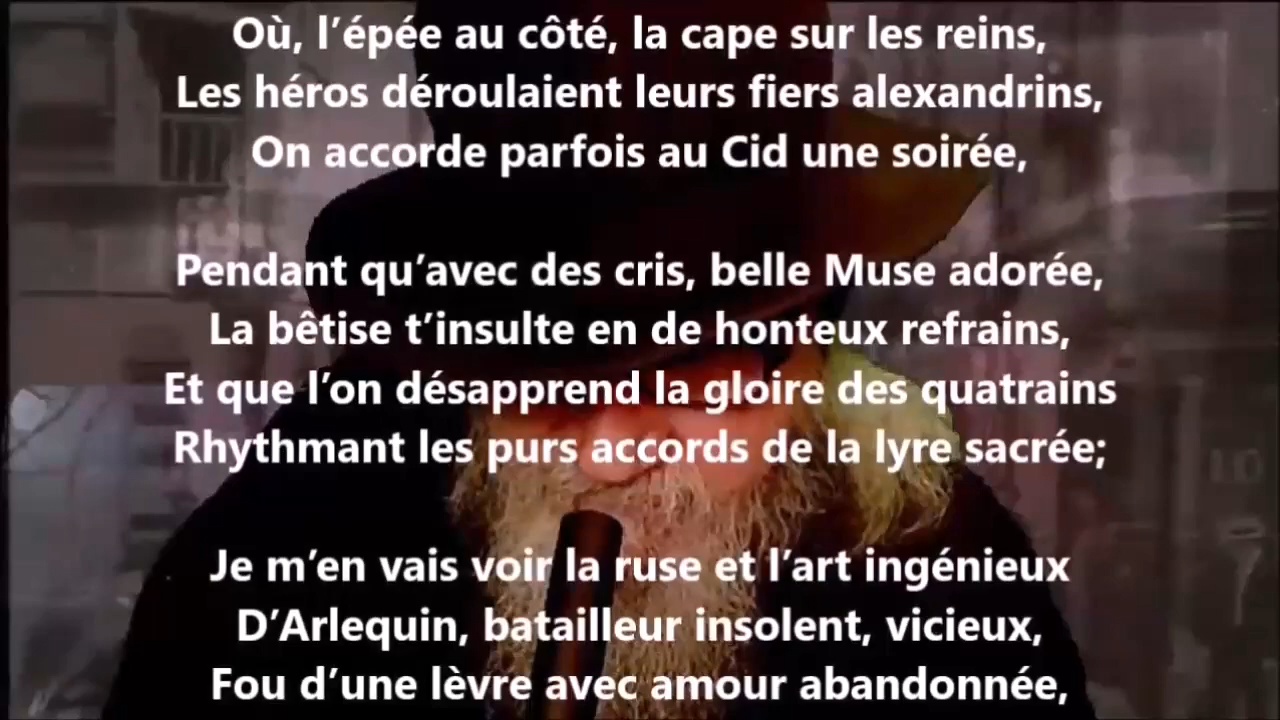 Où, l’épée au côté, la cape sur les reins,
Les héros déroulaient leurs fiers alexandrins,
On accorde parfois au Cid une soirée,
Pendant qu’avec des cris, belle Muse adorée,
La bêtise t’insulte en de honteux refrains,
Et que l’on désapprend la gloire des quatrains
Rhythmant les purs accords de la lyre sacrée;
Je m’en vais voir la ruse et l’art ingénieux
D’Arlequin, batailleur insolent, vicieux,
Fou d’une lèvre avec amour abandonnée,